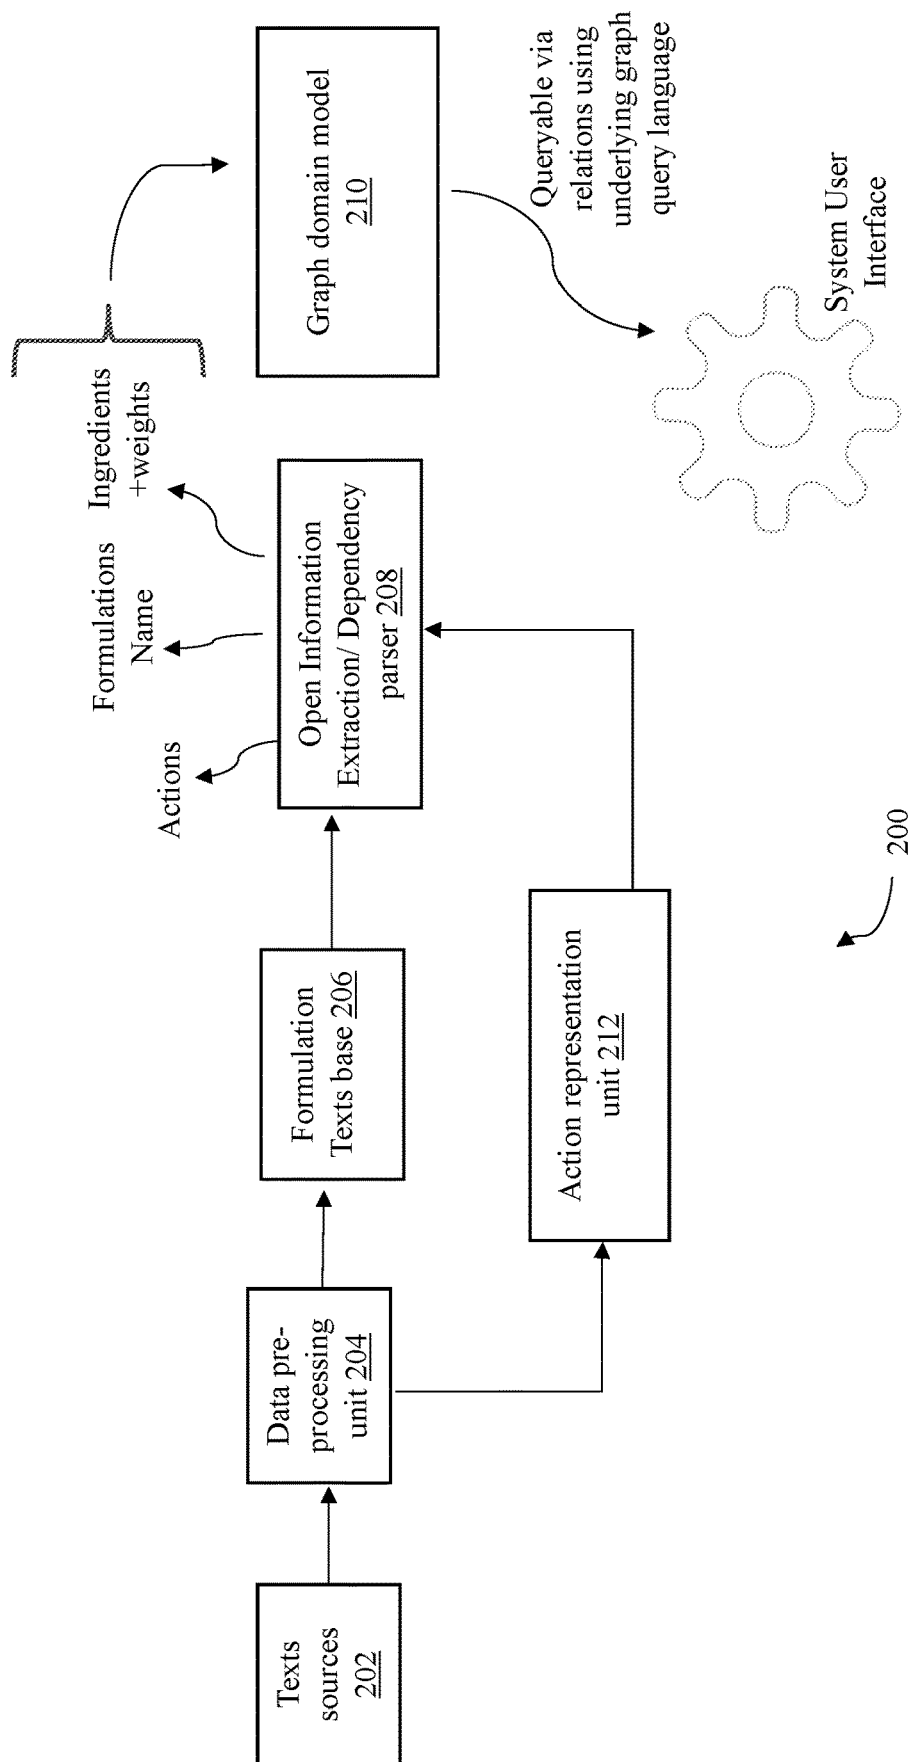 Texts
sources
202
Data pre-
processing
unit 204
Formulation
Texts base 206
Action representation
unit 212
Open Information
Extraction/ Dependency
parser 208
Actions
Formulations
Name
Ingredients
+weights
Graph domain model
210
Queryable via
relations using
underlying graph
query language
System User
Interface
200